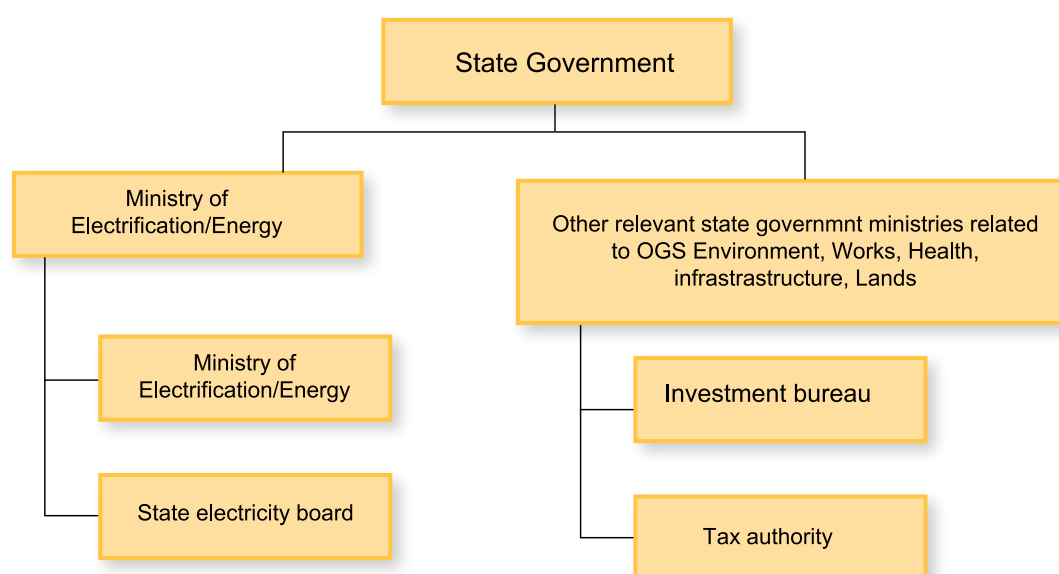 State Government
Ministry of
Electrification/Energy
Other relevant state governmnt ministries related
to OGS Environment, Works, Health,
infrastrastructure, Lands
Ministry of
Electrification/Energy
Investment bureau
State electricity board
Tax authority